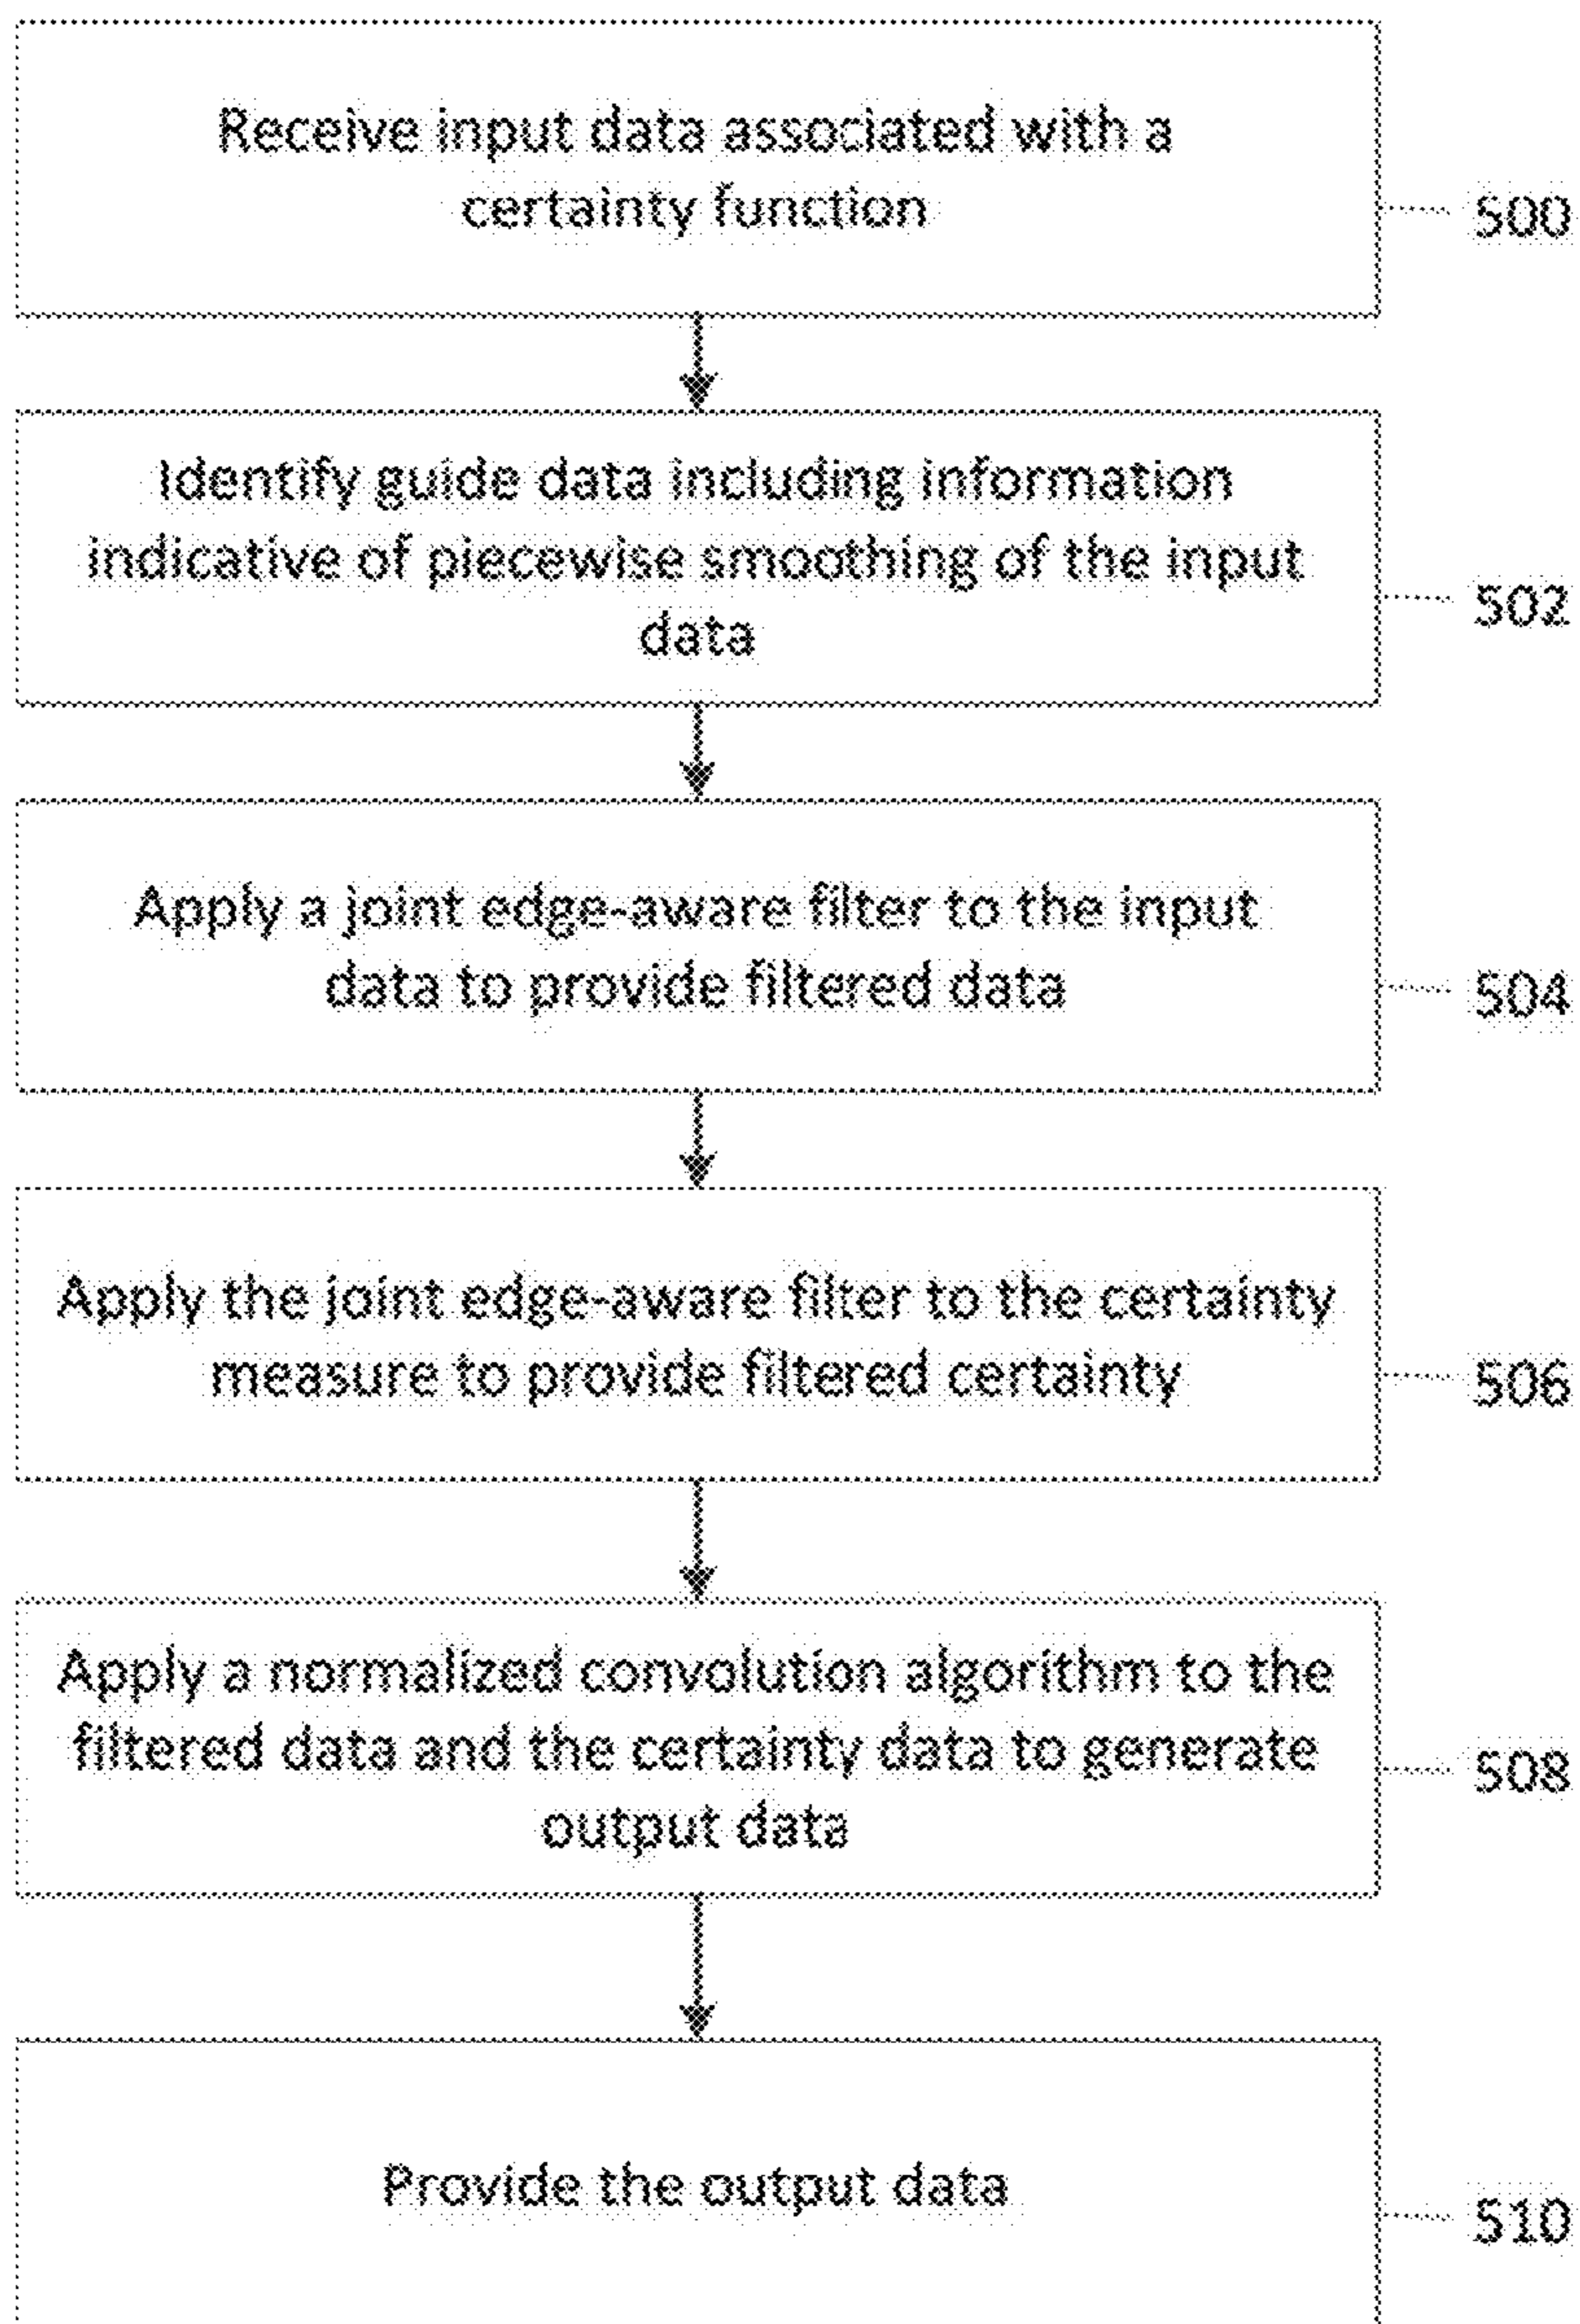 Receive input data associated with a
certainty function
500
Identify guide data including information
indicative of piecewise smoothing of the input
data
502
Apply a joint edge-aware filter to the input
data to provide filtered data
504
Apply the joint edge-aware filter to the certainty
measure to provide filtered certainty
506
Apply a normalized convolution algorithm to the
filtered data and the certainty data to generate
output data
508
Provide the output data
510